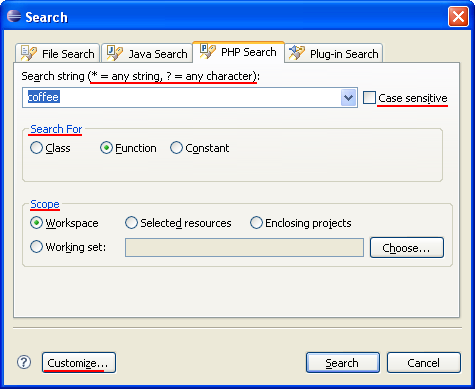 Search
File Search Java Search PHP Search Plug-in Search
Search string (* = any string, ? = any character):
coffee Case sensitive
Search For
Class Function Constant
Scope
Workspace Selected resources Enclosing projects
Working set: Choose...
? Customize... Search Cancel